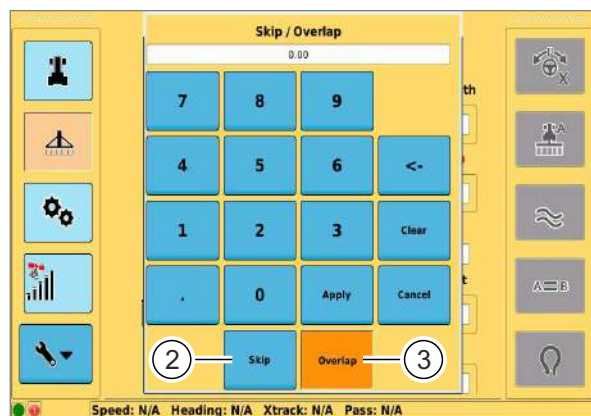 Skip / Overlap
0.00
7 8 9
th
4 5 6 <-
1 2 3 Clear
. 0 Apply Cancel
t
A=B
2 Skip Overlap 3
X
A
Speed: N/A Heading: N/A Xtrack: N/A Pass: N/A